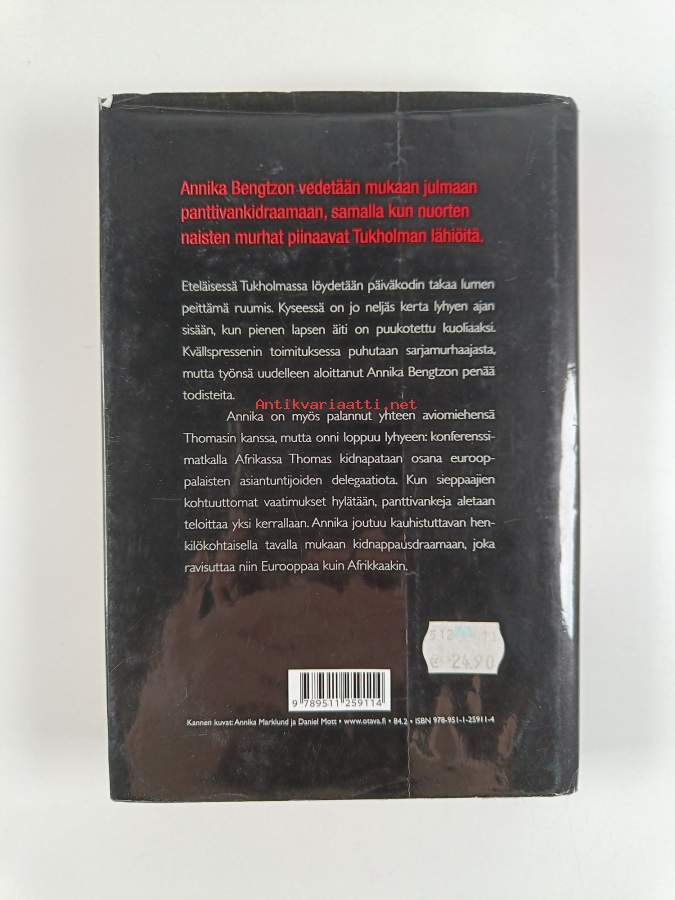 Annika Bengtzon vedetään mukaan julmaan
panttivankidraamaan, samalla kun nuorten
naisten murhat piinaavat Tukholman lähiöitä.
Eteläisessä Tukholmassa löydetään päiväkodin takaa lumen
peittämä ruumis. Kyseessä on jo neljäs kerta lyhyen ajan
sisään, kun pienen lapsen äiti on puukotettu kuoliaaksi.
Kvällspressenin toimituksessa puhutaan sarjamurhaajasta,
mutta työnsä uudelleen aloittanut Annika Bengtzon penää
todisteita.
Antikvariaatti.net
Annika on myös palannut yhteen aviomiehensä
Thomasin kanssa, mutta onni loppuu lyhyeen: konferenssi-
matkalla Afrikassa Thomas kidnapataan osana euroop-
palaisten asiantuntijoiden delegaatiota. Kun sieppaajien
kohtuuttomat vaatimukset hylätään, panttivankeja aletaan
teloittaa yksi kerrallaan. Annika joutuu kauhistuttavan hen-
kilökohtaisella tavalla mukaan kidnappausdraamaan, joka
ravisuttaa niin Eurooppaa kuin Afrikkaakin.
24.90
9 789511 259114
Kannen kuvat: Annika Marklund ja Daniel Mott • www.otava.fi • 84.2 • ISBN 978-951-1-25911-4